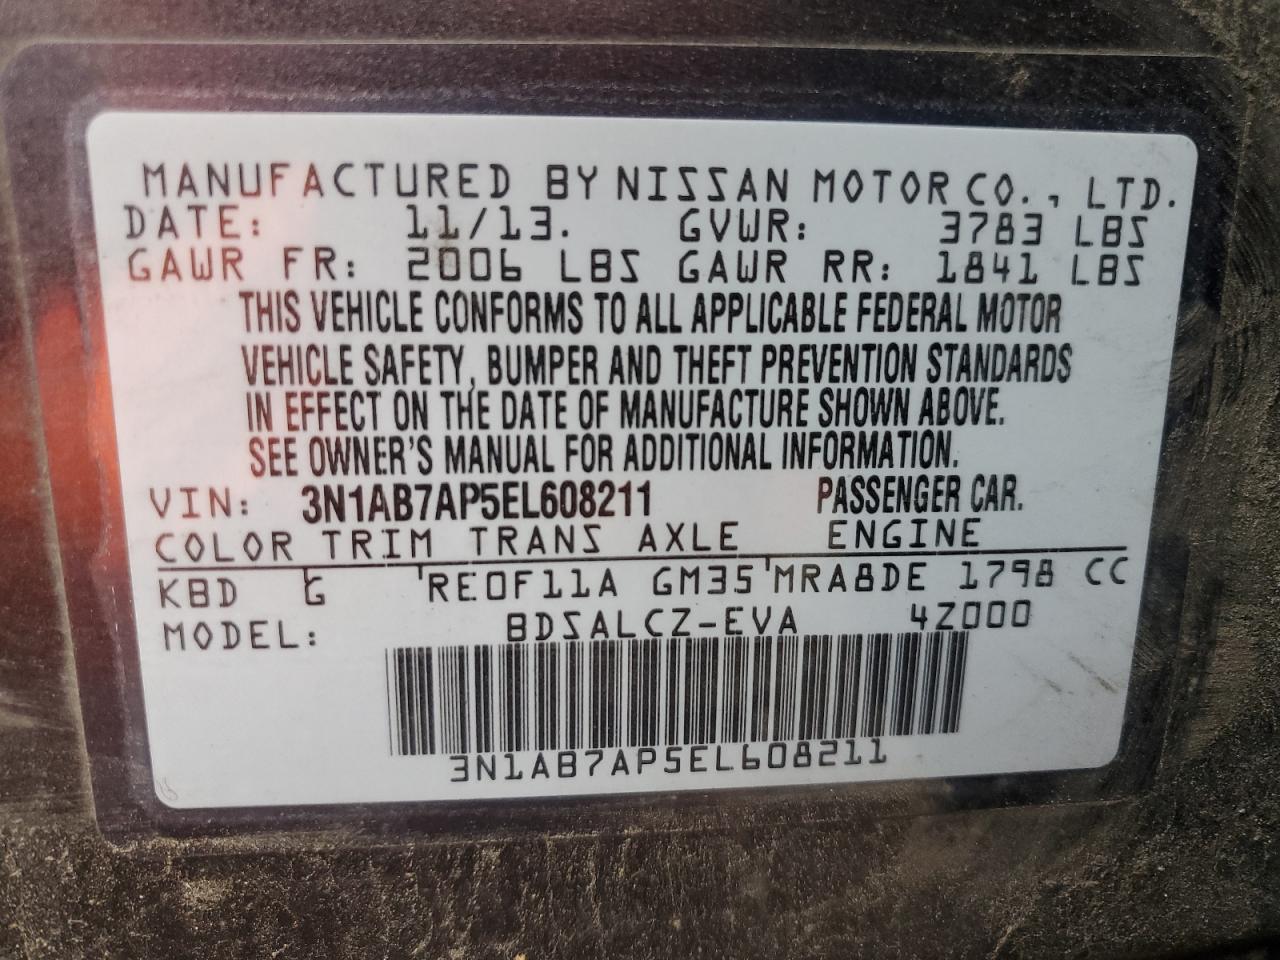 MANUFACTURED BY NISSAN MOTOR CO., LTD.
DATE: 11/13. GVWR: 3783 LBS
GAWR FR: 2006 LBS GAWR RR: 1841 LBS
THIS VEHICLE CONFORMS TO ALL APPLICABLE FEDERAL MOTOR
VEHICLE SAFETY, BUMPER AND THEFT PREVENTION STANDARDS
IN EFFECT ON THE DATE OF MANUFACTURE SHOWN ABOVE.
SEE OWNER'S MANUAL FOR ADDITIONAL INFORMATION.
VIN: 3N1AB7AP5EL608211 PASSENGER CAR.
COLOR TRIM TRANS AXLE ENGINE
KBD G RE0F11A GM35 MRA8DE 1798 CC
MODEL: BDSALCZ-EVA 4Z000
3N1AB7AP5EL608211